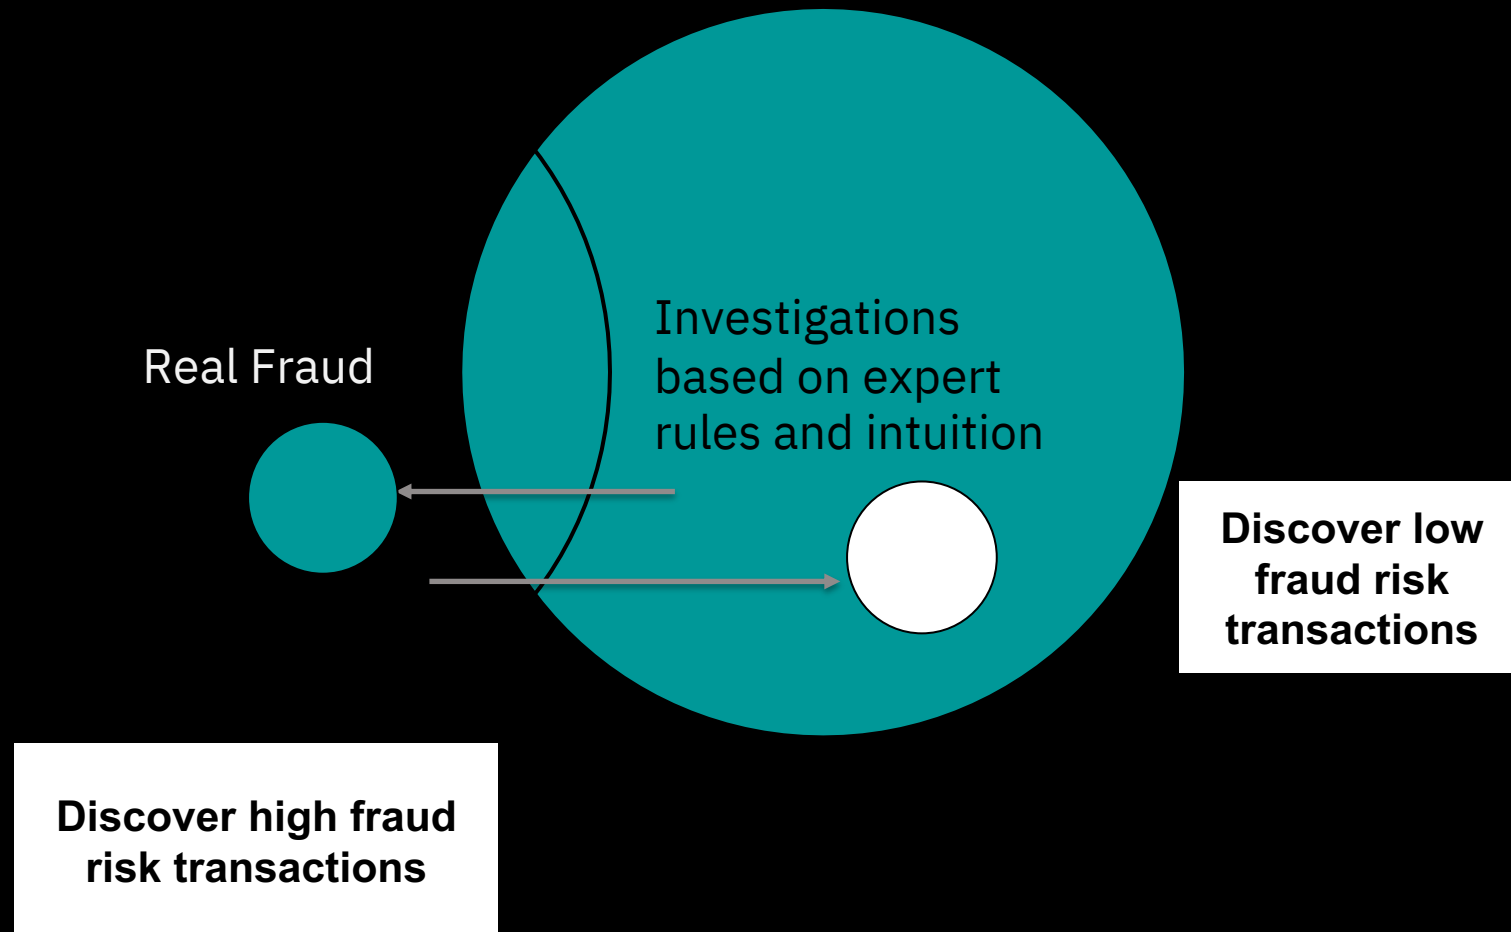 Real Fraud
Investigations
based on expert
rules and intuition
Discover low
fraud risk
transactions
Discover high fraud
risk transactions